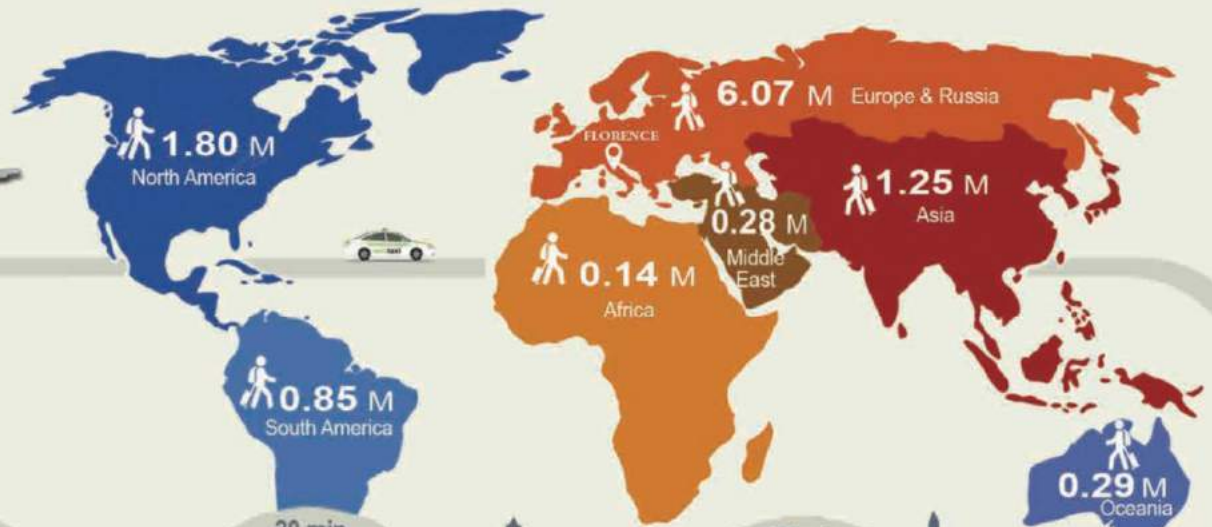 6.07 M Europe & Russia
FLORENCE
1.80 M
North America
1.25 M
Asia
0.28 M
Middle
East
0.14 M
Africa
0.85 M
South America
0.29 M
Oceania